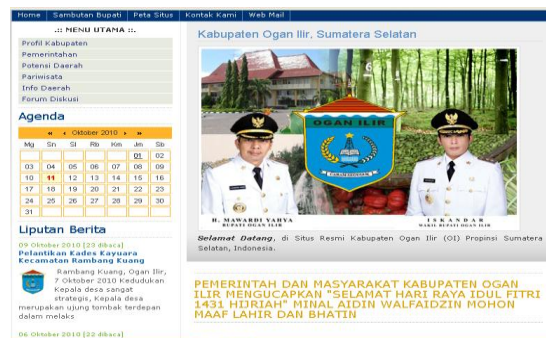 Home Sambutan Bupati Peta Situs Kontak Kami Web Mail
.:: MENU UTAMA ::.
Profil Kabupaten
Pemerintahan
Potensi Daerah
Pariwisata
Info Daerah
Forum Diskusi
Agenda
« ‹ Oktober 2010 › »
Mg Sn Sl Rb Km Jm Sb
01 02
03 04 05 06 07 08 09
10 11 12 13 14 15 16
17 18 19 20 21 22 23
24 25 26 27 28 29 30
31
Liputan Berita
09 Oktober 2010 [23 dibaca]
Pelantikan Kades Kayuara
Kecamatan Rambang Kuang
Rambang Kuang, Ogan Ilir,
7 Oktober 2010 Kedudukan
Kepala desa sangat
strategis, Kepala desa
merupakan ujung tombak terdepan
dalam melaks
06 Oktober 2010 [22 dibaca]
Kabupaten Ogan Ilir, Sumatera Selatan
OGAN ILIR
H. MAWARDI YAHYA
BUPATI OGAN ILIR
ISKANDAR
WAKIL BUPATI OGAN ILIR
Selamat Datang, di Situs Resmi Kabupaten Ogan Ilir (OI) Propinsi Sumatera
Selatan, Indonesia.
PEMERINTAH DAN MASYARAKAT KABUPATEN OGAN
ILIR MENGUCAPKAN "SELAMAT HARI RAYA IDUL FITRI
1431 HIJRIAH" MINAL AIDIN WALFAIDZIN MOHON
MAAF LAHIR DAN BHATIN